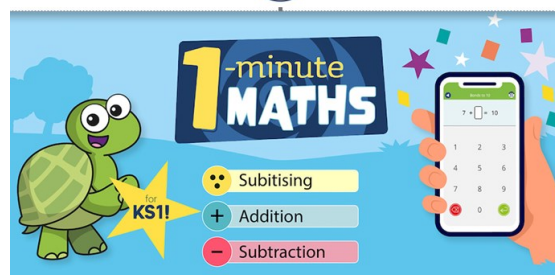 1-minute
MATHS
for
KS1!
Subitising
+ Addition
− Subtraction
7 + □ = 10
1 2 3
4 5 6
7 8 9
0